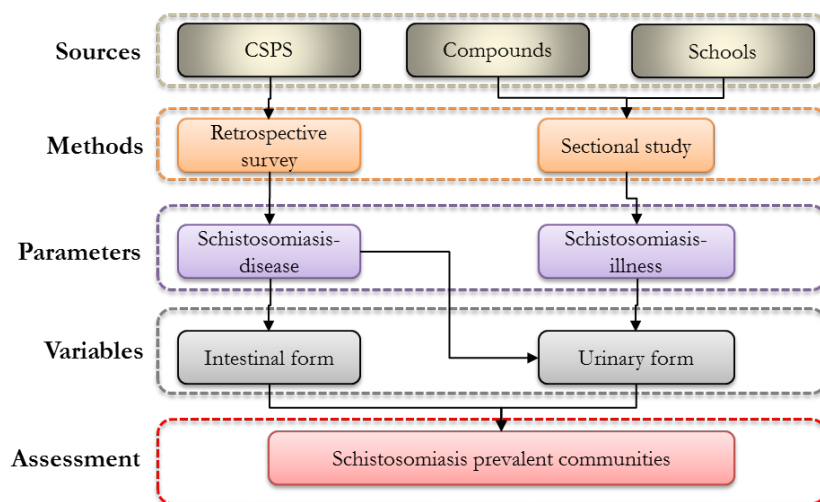 Sources
CSPS
Compounds
Schools
Methods
Retrospective
survey
Sectional study
Parameters
Schistosomiasis-
disease
Schistosomiasis-
illness
Variables
Intestinal form
Urinary form
Assessment
Schistosomiasis prevalent communities